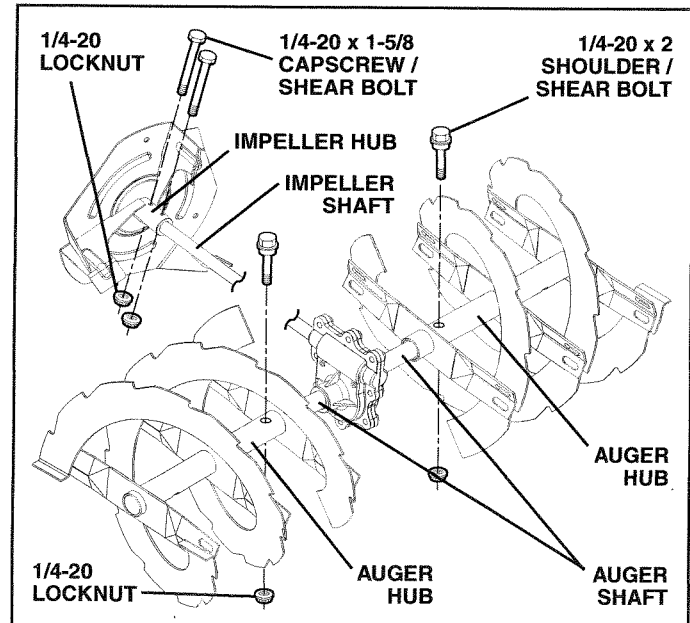 1/4-20
LOCKNUT
1/4-20 x 1-5/8
CAPSCREW /
SHEAR BOLT
1/4-20 x 2
SHOULDER /
SHEAR BOLT
IMPELLER HUB
IMPELLER
SHAFT
AUGER
HUB
1/4-20
LOCKNUT
AUGER
HUB
AUGER
SHAFT